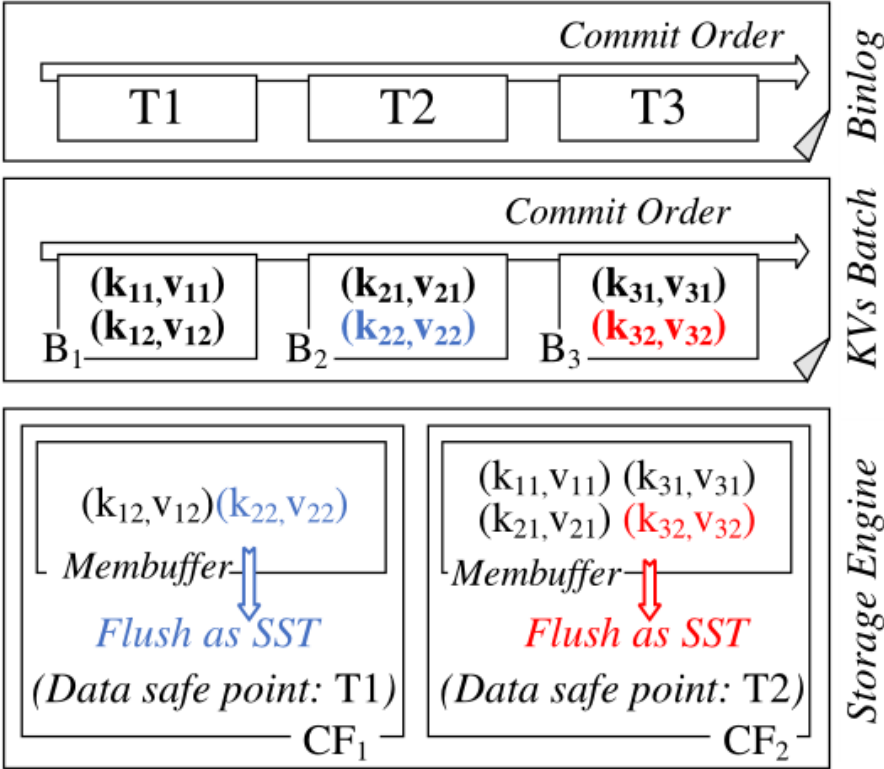 Commit Order
T1 T2 T3
Binlog
Commit Order
(k11,v11) (k21,v21) (k31,v31)
(k12,v12) (k22,v22) (k32,v32)
B1 B2 B3
KVs Batch
(k12,v12)(k22,v22)
Membuffer
Flush as SST
(Data safe point: T1)
CF1
(k11,v11) (k31,v31)
(k21,v21) (k32,v32)
Membuffer
Flush as SST
(Data safe point: T2)
CF2
Storage Engine